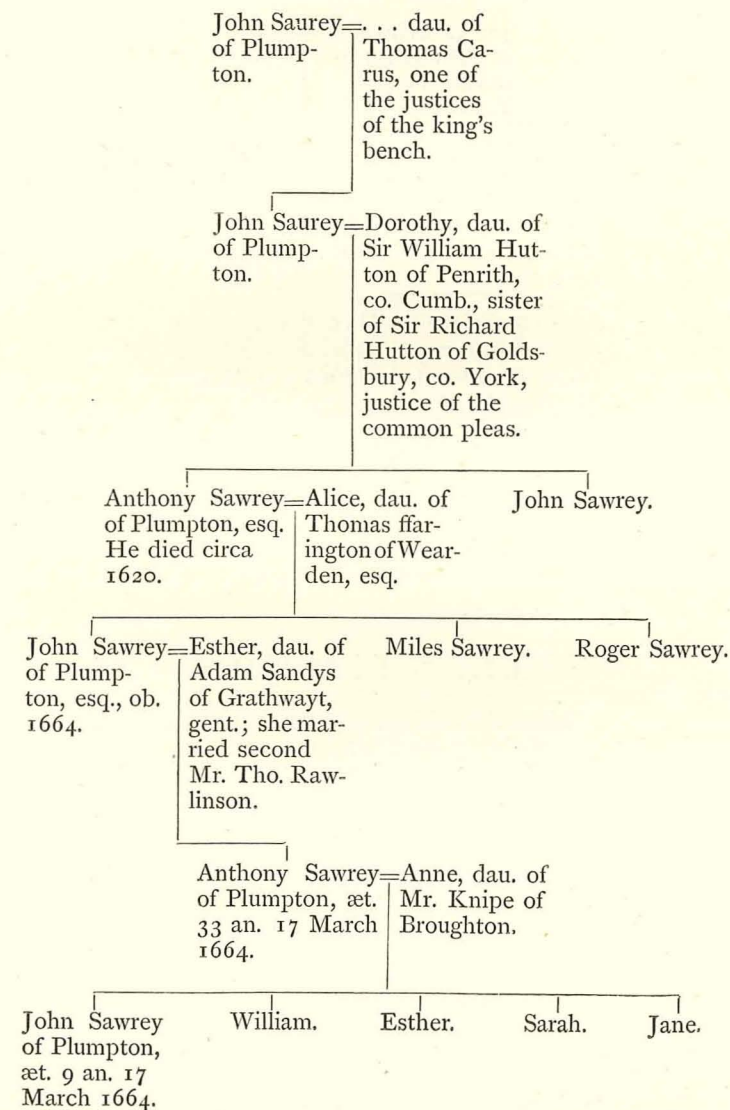 John Saurey=. . . dau. of
of Plump- Thomas Ca-
ton. rus, one of
the justices
of the king's
bench.
John Saurey=Dorothy, dau. of
of Plump- Sir William Hut-
ton. ton of Penrith,
co. Cumb., sister
of Sir Richard
Hutton of Golds-
bury, co. York,
justice of the
common pleas.
Anthony Sawrey=Alice, dau. of John Sawrey.
of Plumpton, esq. Thomas ffar-
He died circa ington of Wear-
1620. den, esq.
John Sawrey=Esther, dau. of Miles Sawrey. Roger Sawrey.
of Plump- Adam Sandys
ton, esq., ob. of Grathwayt,
1664. gent.; she mar-
ried second
Mr. Tho. Raw-
linson.
Anthony Sawrey=Anne, dau. of
of Plumpton, æt. Mr. Knipe of
33 an. 17 March Broughton.
1664.
John Sawrey William. Esther. Sarah. Jane.
of Plumpton,
æt. 9 an. 17
March 1664.